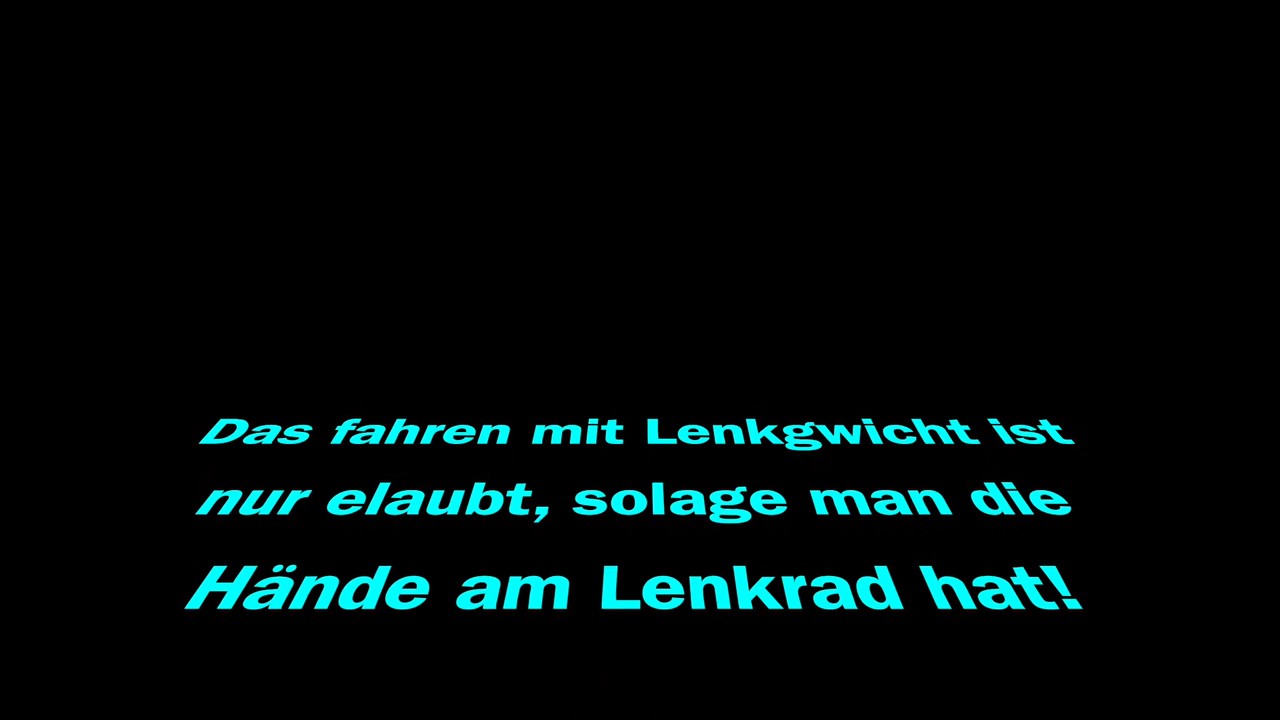 Das fahren mit Lenkgwicht ist
nur elaubt, solage man die
Hände am Lenkrad hat!